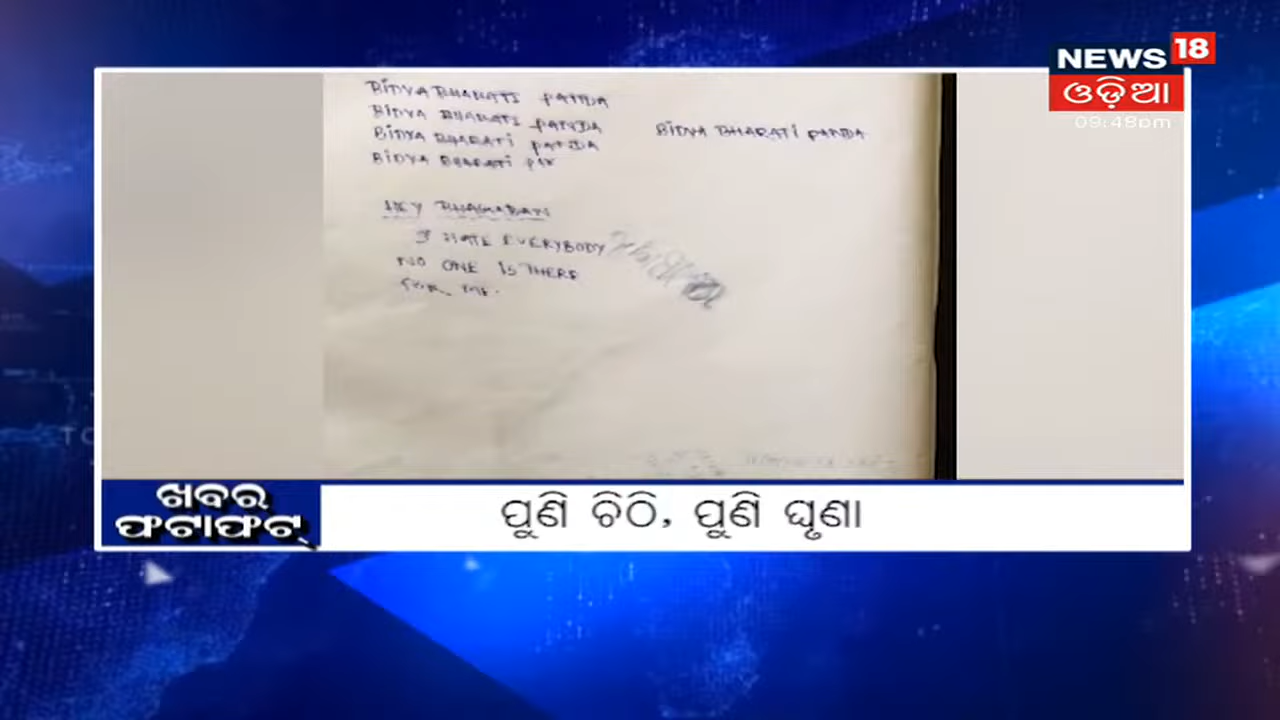 NEWS 18
ଓଡ଼ିଆ
09:48pm
BIDYA BHARATI PANDA
BIDYA BHARATI PANDA
BIDYA BHARATI PANDA
BIDYA BHARATI PANDA
BIDYA BHARATI
HEY BHAGABAN
I HATE EVERYBODY
NO ONE IS THERE
FOR ME.
ଖବର
ଫଟାଫଟ୍
ପୁଣି ଚିଠି, ପୁଣି ଘୃଣା